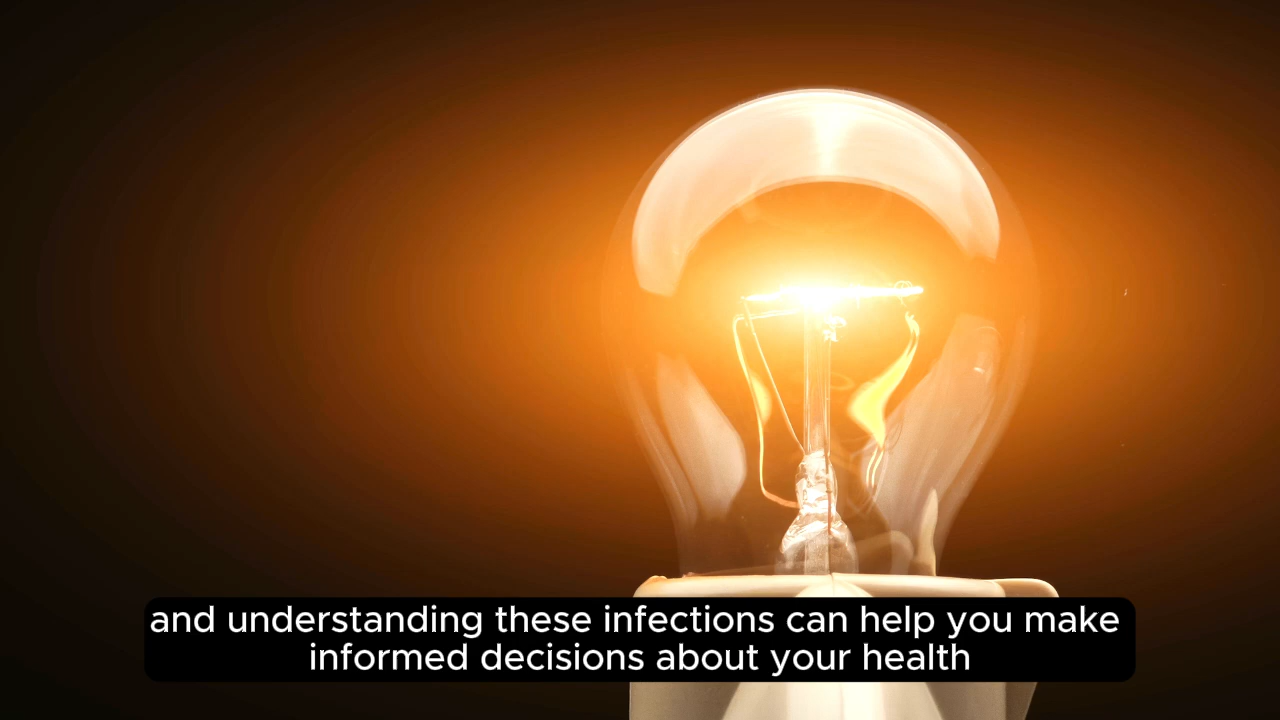 and understanding these infections can help you make
informed decisions about your health